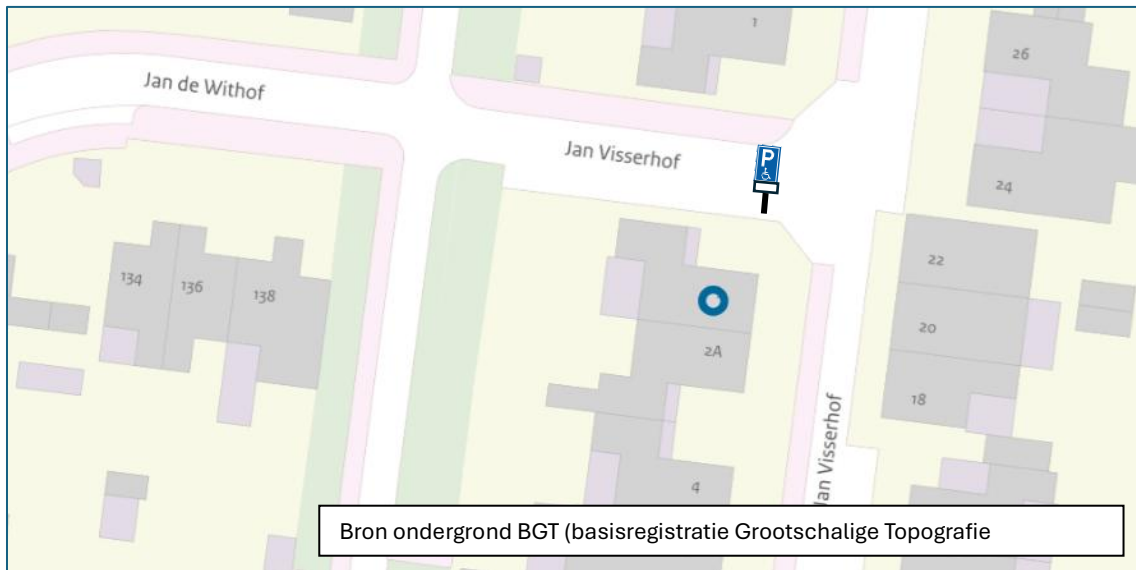 1
26
Jan de Withof
Jan Visserhof
P
24
22
134
136
138
20
2A
18
Jan Visserhof
4
Bron ondergrond BGT (basisregistratie Grootschalige Topografie